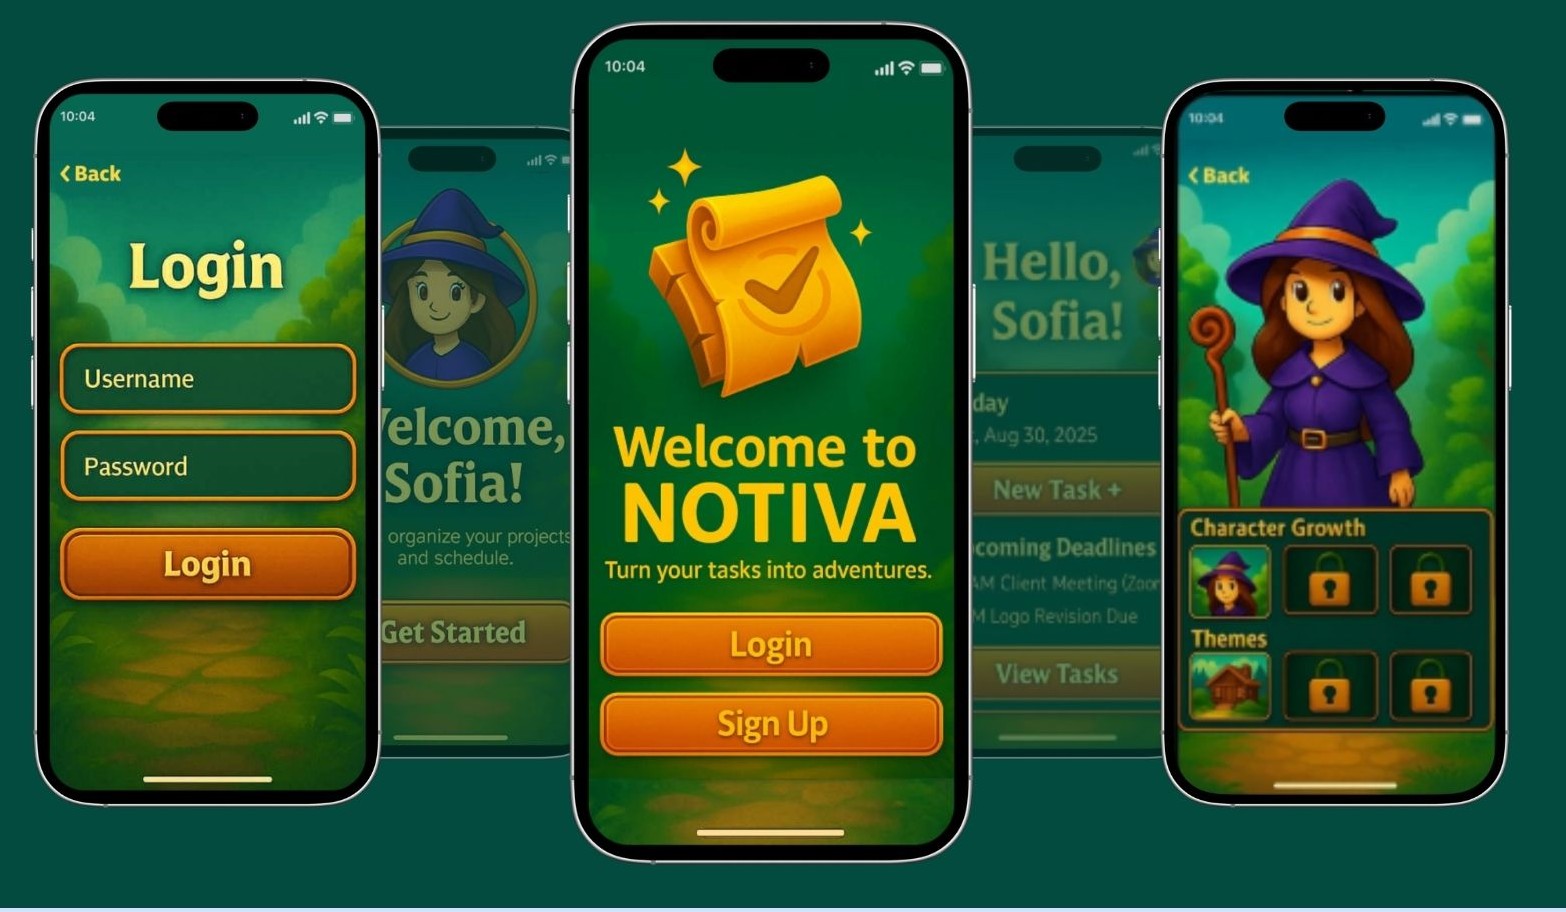 10:04
Back
Login
Username
Password
Login
Welcome,
Sofia!
organize your projects
and schedule.
Get Started
10:04
Welcome to
NOTIVA
Turn your tasks into adventures.
Login
Sign Up
Hello,
Sofia!
day
, Aug 30, 2025
New Task +
coming Deadlines
AM Client Meeting (Zoom
M Logo Revision Due
View Tasks
10:04
Back
Character Growth
Themes